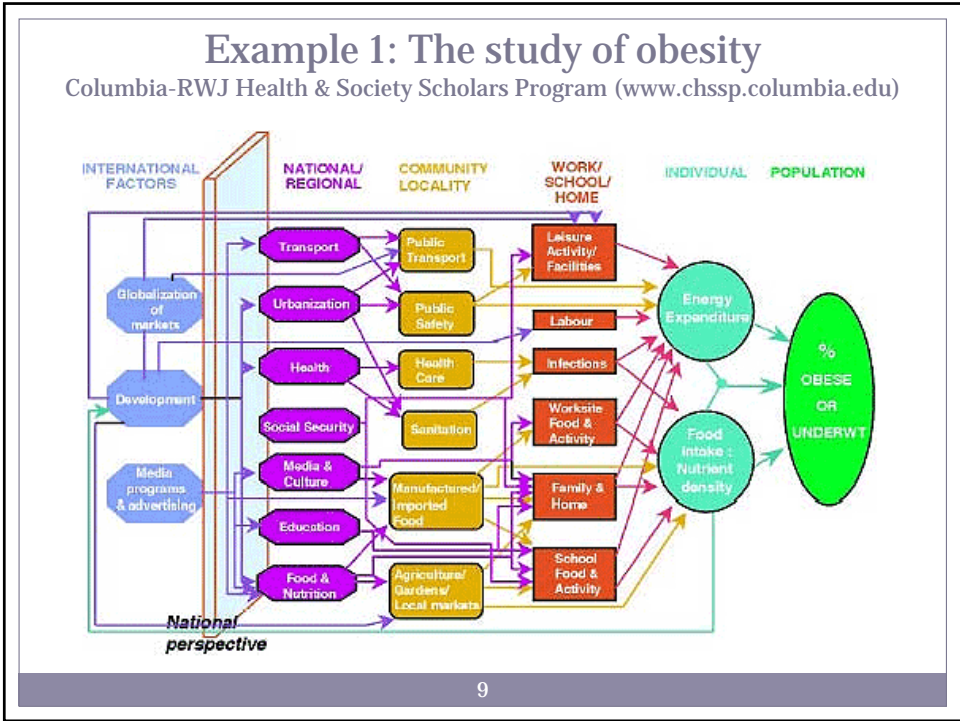 Example 1: The study of obesity
Columbia-RWJ Health & Society Scholars Program (www.chssp.columbia.edu)
INTERNATIONAL
FACTORS
NATIONAL/
REGIONAL
COMMUNITY
LOCALITY
WORK/
SCHOOL/
HOME
INDIVIDUAL
POPULATION
Globalization
of
markets
Development
Media
programs
& advertising
Transport
Urbanization
Health
Social Security
Media &
Culture
Education
Food &
Nutrition
National
perspective
Public
Transport
Public
Safety
Health
Care
Sanitation
Manufactured/
Imported
Food
Agriculture/
Gardens/
Local markets
Leisure
Activity/
Facilities
Labour
Infections
Worksite
Food &
Activity
Family &
Home
School
Food &
Activity
Energy
Expenditure
Food
intake :
Nutrient
density
%
OBESE
OR
UNDERWT
9